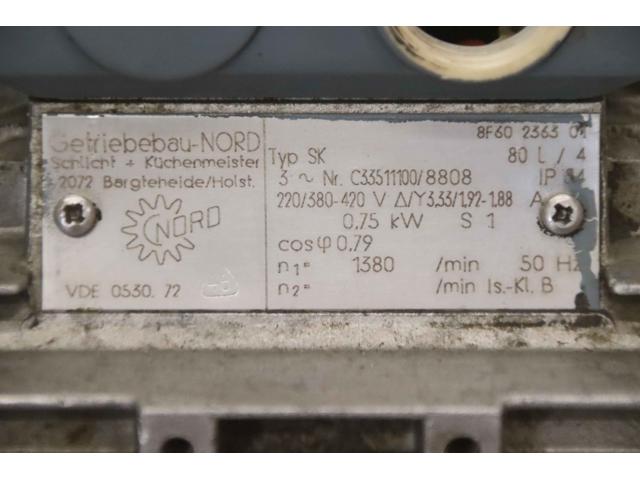 Getriebebau-NORD
Schlicht + Küchenmeister
2072 Bargteheide/Holst.
NORD
VDE 0530. 72
8F60 2363 01
Typ SK 80 L / 4
3 ~ Nr. C33511100/8808 IP 54
220/380-420 V Δ/Y 3,33/1,92-1,88 A
0,75 kW S 1
cosφ 0,79
n₁= 1380 /min 50 Hz
n₂= /min Is.-Kl. B